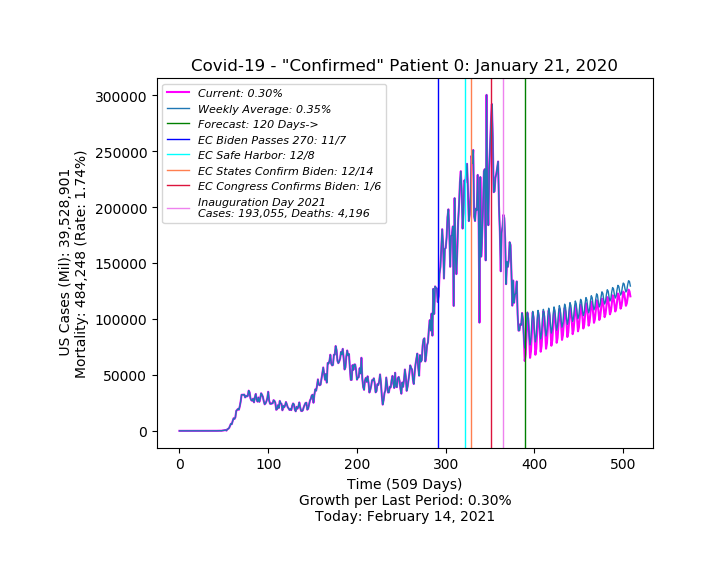 Covid-19 - "Confirmed" Patient 0: January 21, 2020
Current: 0.30%
Weekly Average: 0.35%
Forecast: 120 Days->
EC Biden Passes 270: 11/7
EC Safe Harbor: 12/8
EC States Confirm Biden: 12/14
EC Congress Confirms Biden: 1/6
Inauguration Day 2021
Cases: 193,055, Deaths: 4,196
US Cases (Mil): 39,528,901
Mortality: 484,248 (Rate: 1.74%)
300000
250000
200000
150000
100000
50000
0
0 100 200 300 400 500
Time (509 Days)
Growth per Last Period: 0.30%
Today: February 14, 2021